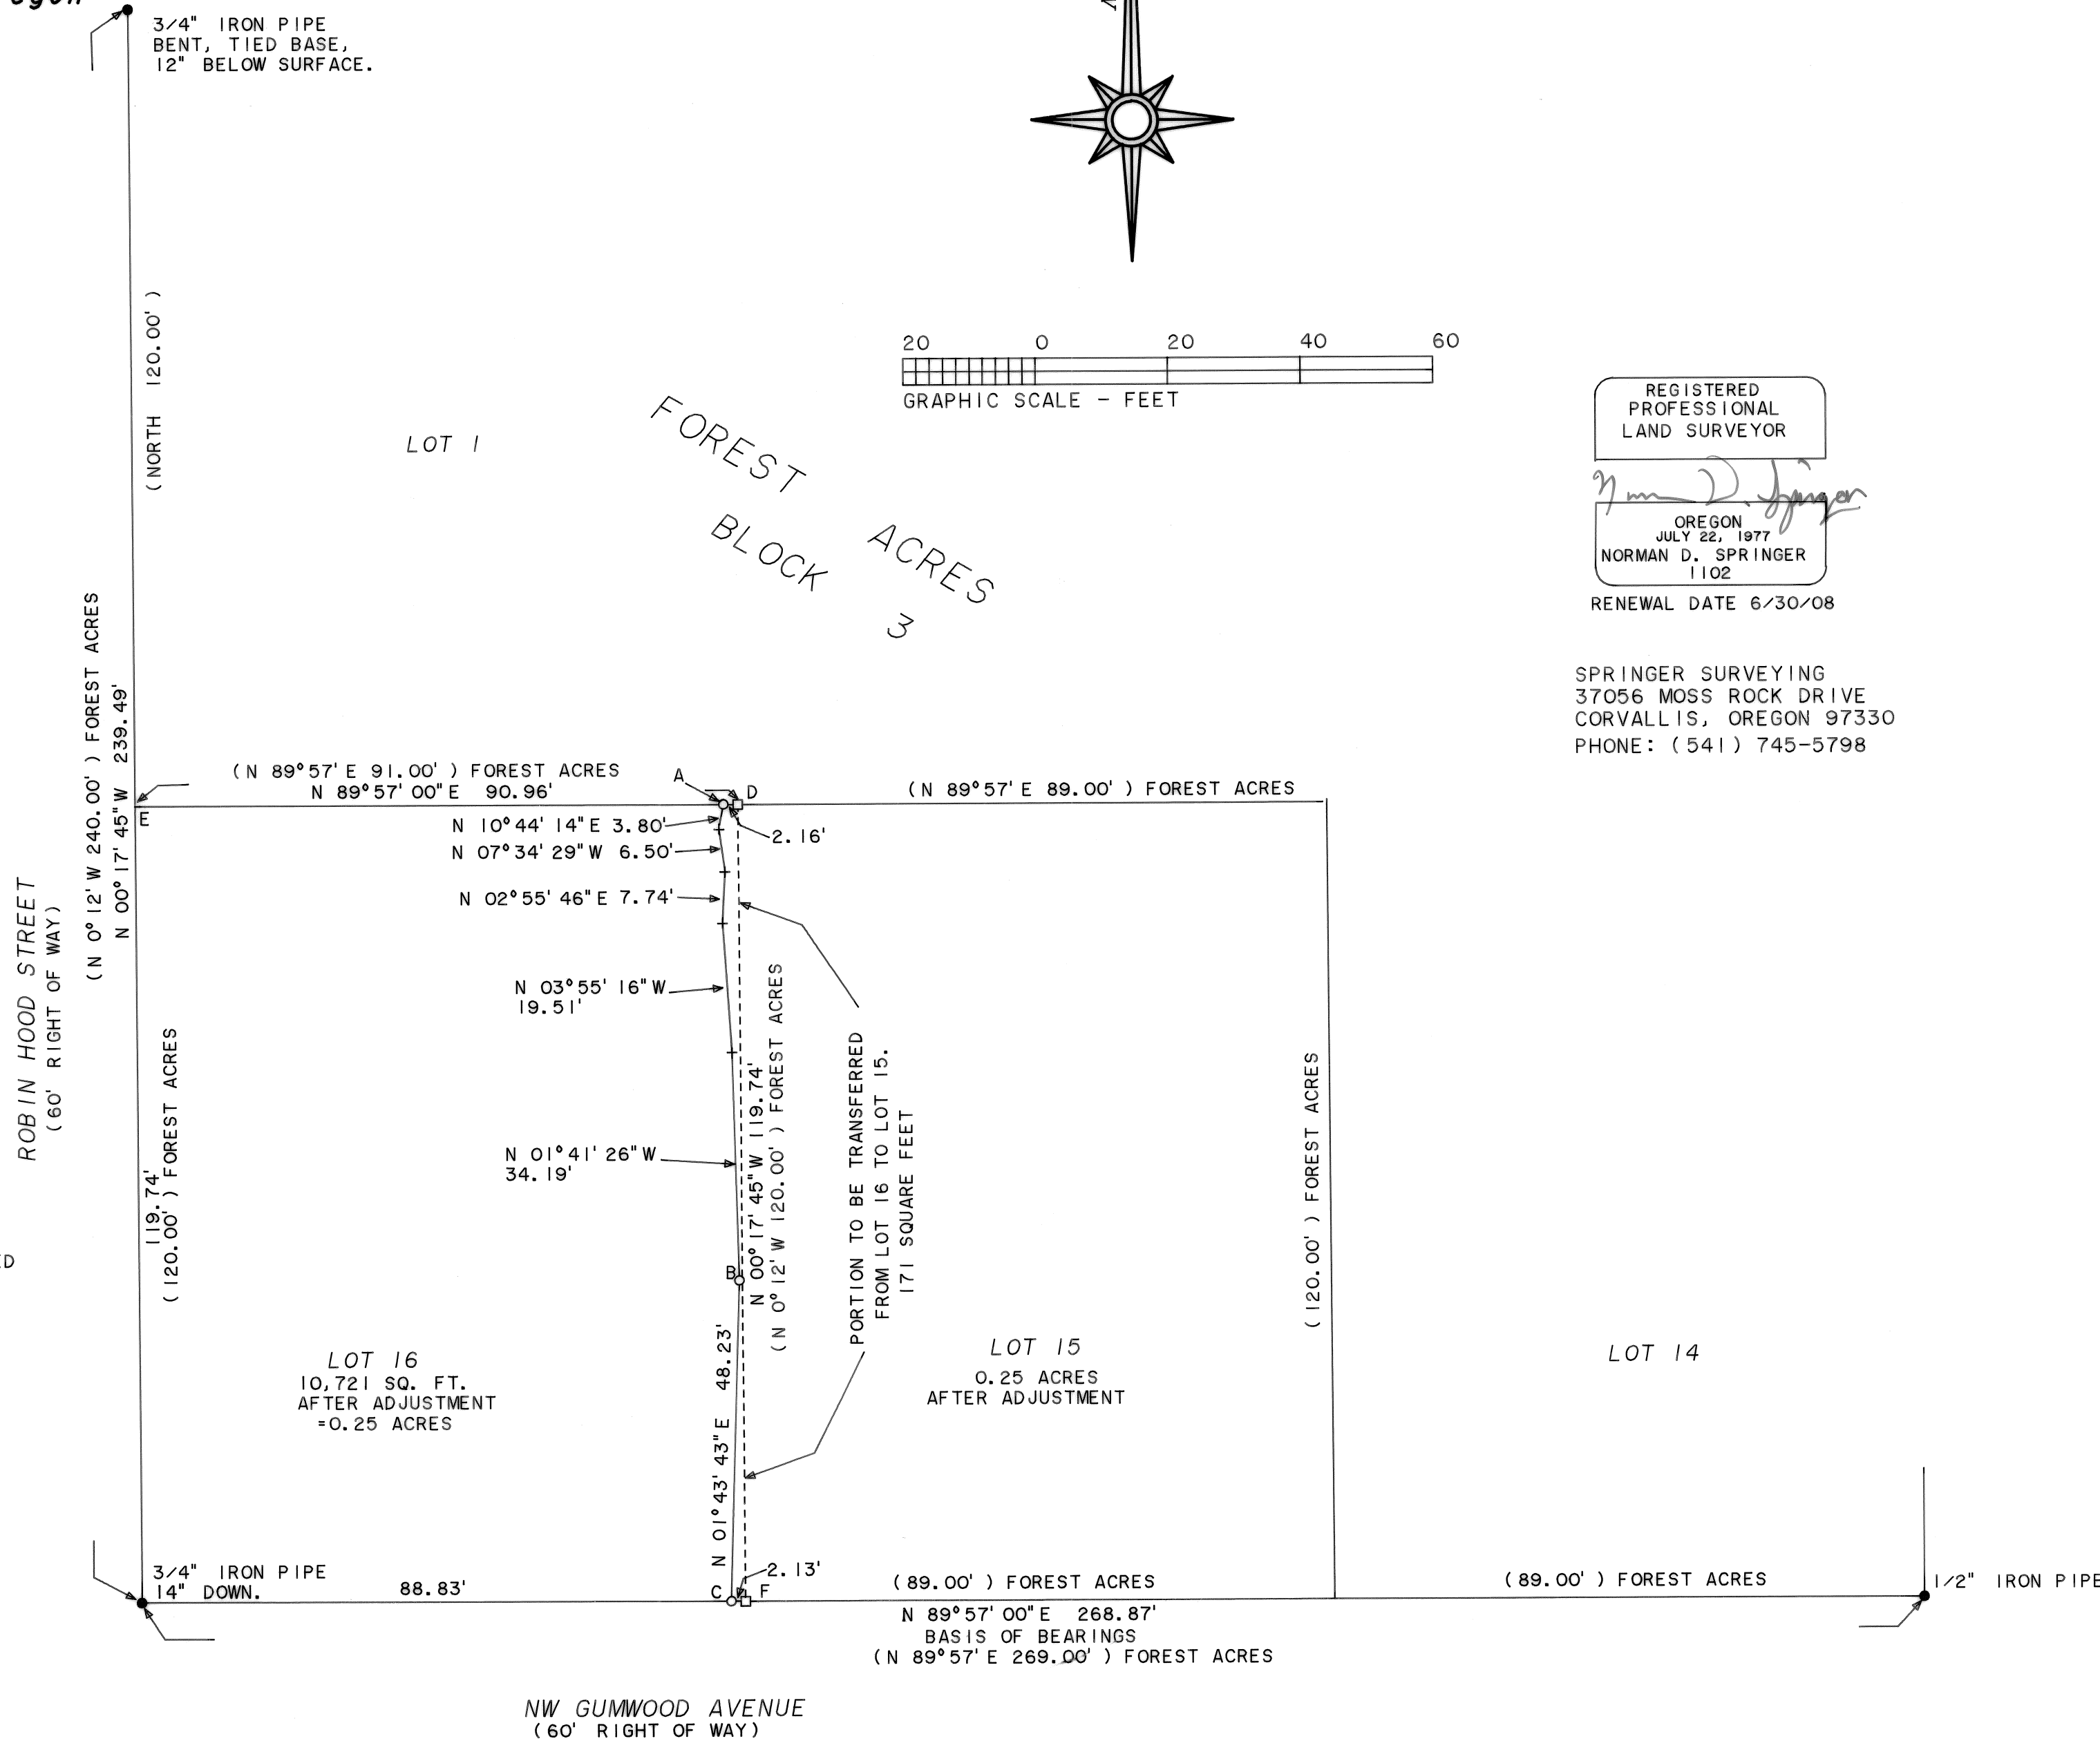 3/4" IRON PIPE
BENT, TIED BASE,
12" BELOW SURFACE.
(NORTH 120.00')
LOT 1
FOREST ACRES
BLOCK 3
20 0 20 40 60
GRAPHIC SCALE - FEET
REGISTERED
PROFESSIONAL
LAND SURVEYOR
OREGON
JULY 22, 1977
NORMAN D. SPRINGER
1102
RENEWAL DATE 6/30/08
SPRINGER SURVEYING
37056 MOSS ROCK DRIVE
CORVALLIS, OREGON 97330
PHONE: (541) 745-5798
ROBIN HOOD STREET
(60' RIGHT OF WAY)
(N 0°12'W 240.00') FOREST ACRES
N 00°17'45"W 239.49'
(N 89°57'E 91.00') FOREST ACRES
N 89°57'00"E 90.96'
A
D
(N 89°57'E 89.00') FOREST ACRES
E
N 10°44'14"E 3.80'
2.16'
N 07°34'29"W 6.50'
N 02°55'46"E 7.74'
N 03°55'16"W
19.51'
N 01°41'26"W
34.19'
119.74'
(120.00') FOREST ACRES
B
N 00°17'45"W 119.74'
(N 0°12'W 120.00') FOREST ACRES
PORTION TO BE TRANSFERRED
FROM LOT 16 TO LOT 15.
171 SQUARE FEET
(120.00') FOREST ACRES
N 01°43'43"E 48.23'
LOT 16
10,721 SQ. FT.
AFTER ADJUSTMENT
=0.25 ACRES
LOT 15
0.25 ACRES
AFTER ADJUSTMENT
LOT 14
3/4" IRON PIPE
14" DOWN.
88.83'
C
F
2.13'
(89.00') FOREST ACRES
(89.00') FOREST ACRES
1/2" IRON PIPE
N 89°57'00"E 268.87'
BASIS OF BEARINGS
(N 89°57'E 269.00') FOREST ACRES
NW GUMWOOD AVENUE
(60' RIGHT OF WAY)